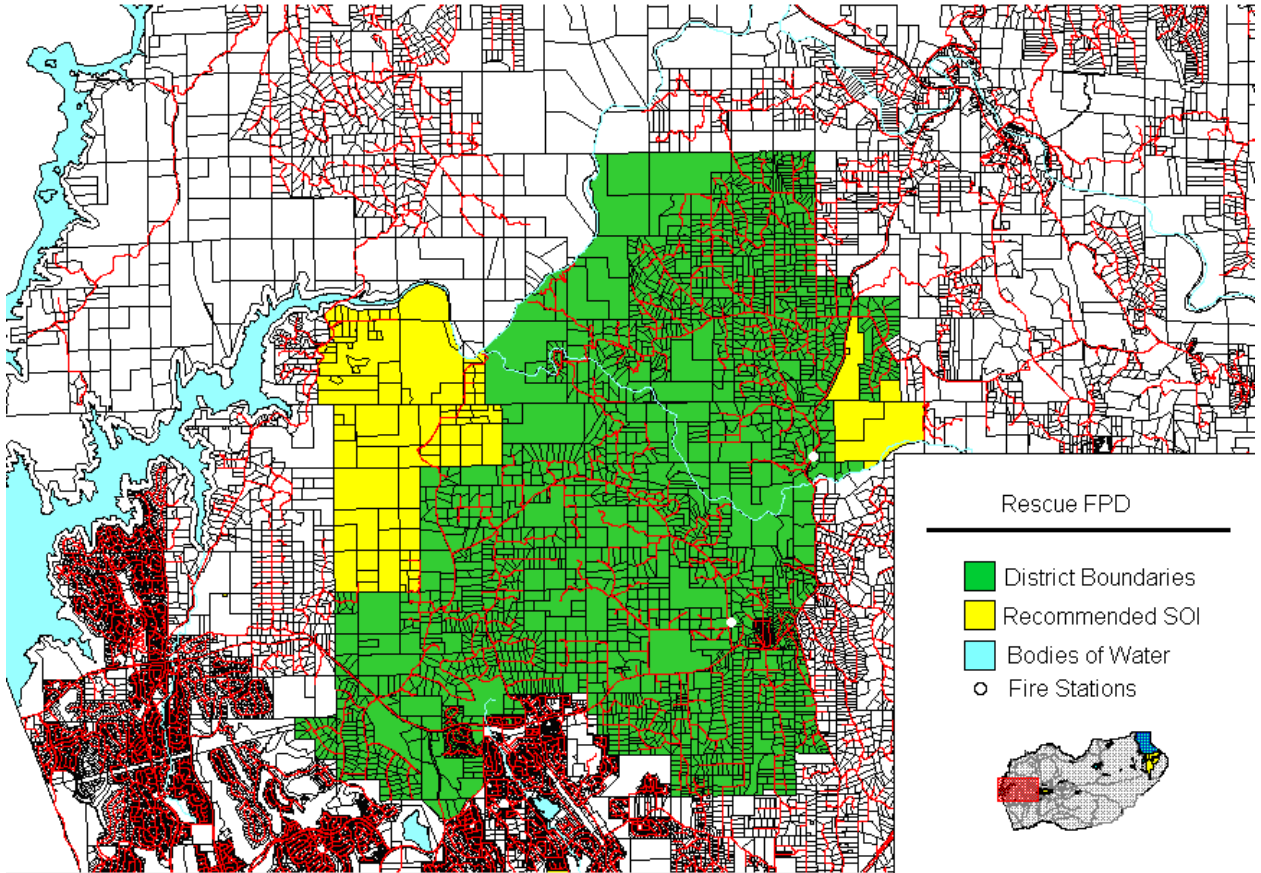 Rescue FPD
District Boundaries
Recommended SOI
Bodies of Water
Fire Stations